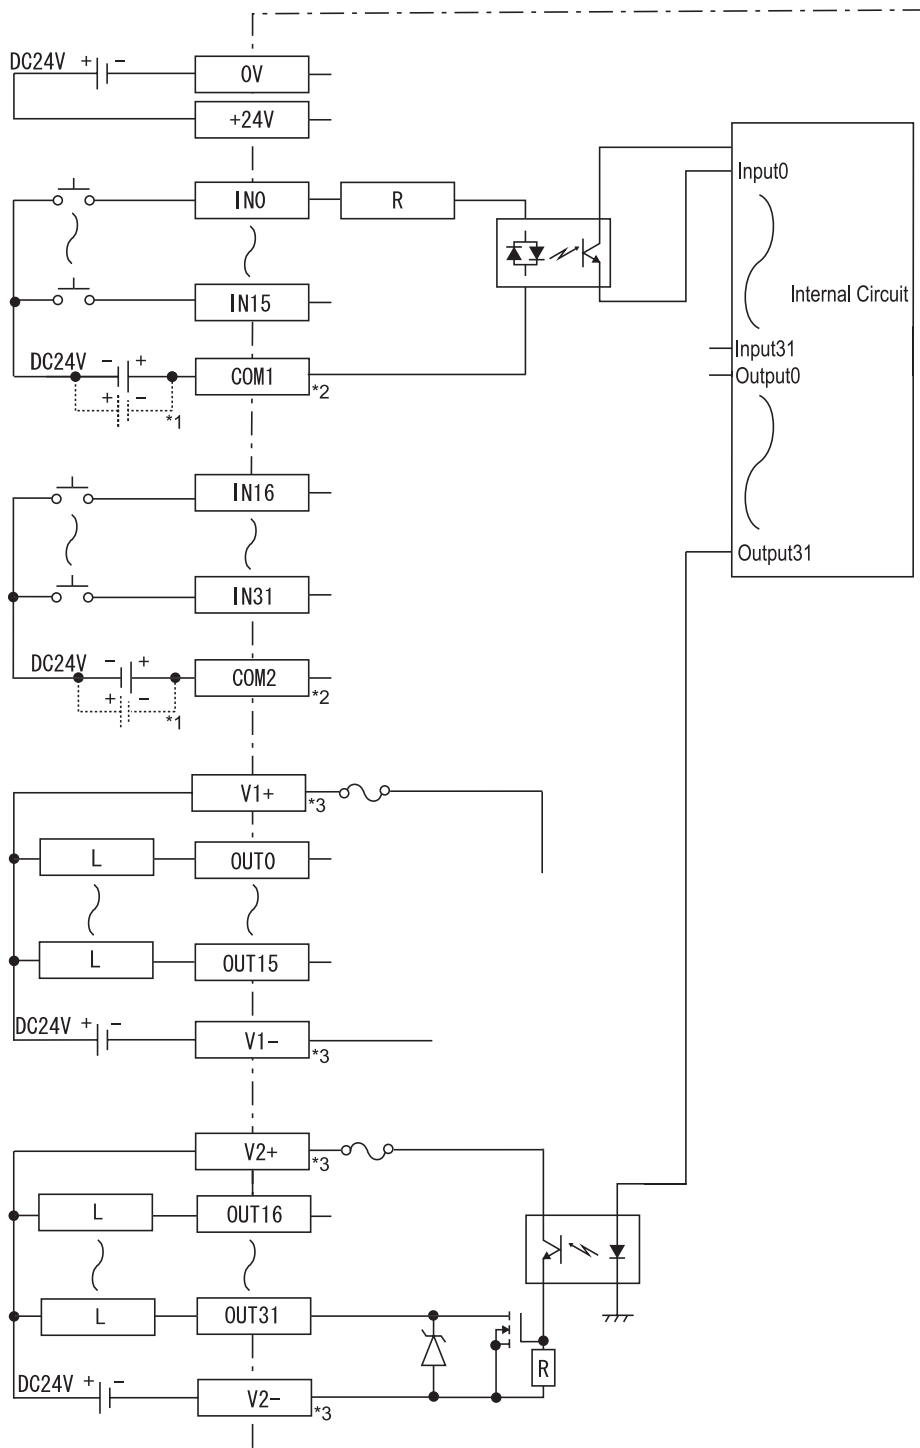 DC24V + −
0V
+24V
IN0
R
Input0
Internal Circuit
IN15
Input31
DC24V − +
COM1
*2
Output0
+ −
*1
IN16
Output31
IN31
DC24V − +
COM2
*2
+ −
*1
V1+
*3
L
OUT0
L
OUT15
DC24V + −
V1−
*3
V2+
*3
L
OUT16
L
OUT31
R
DC24V + −
V2−
*3